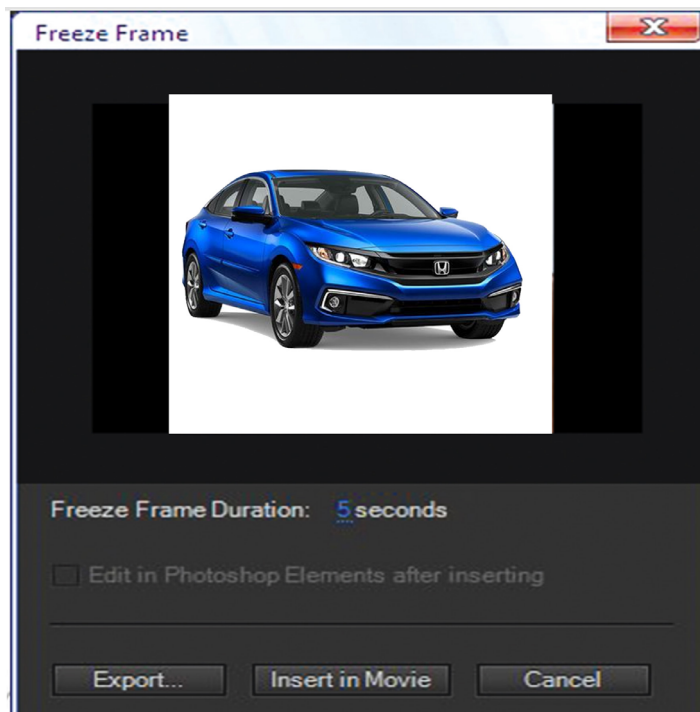 Freeze Frame
Freeze Frame Duration: 5 seconds
Edit in Photoshop Elements after inserting
Export...
Insert in Movie
Cancel